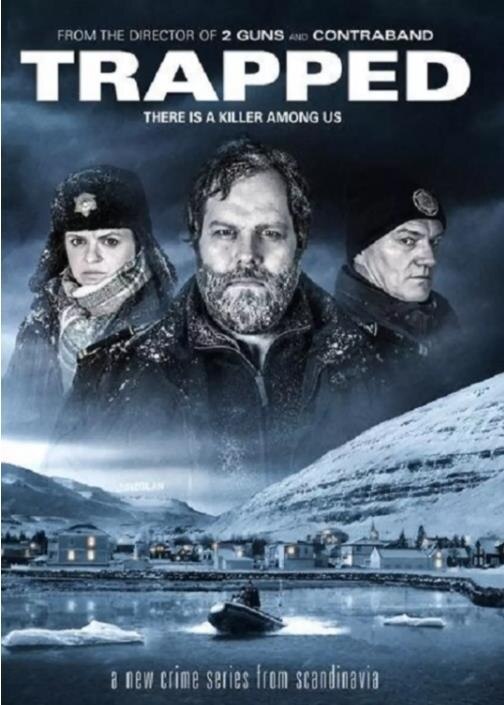 FROM THE DIRECTOR OF 2 GUNS AND CONTRABAND
TRAPPED
THERE IS A KILLER AMONG US
a new crime series from scandinavia